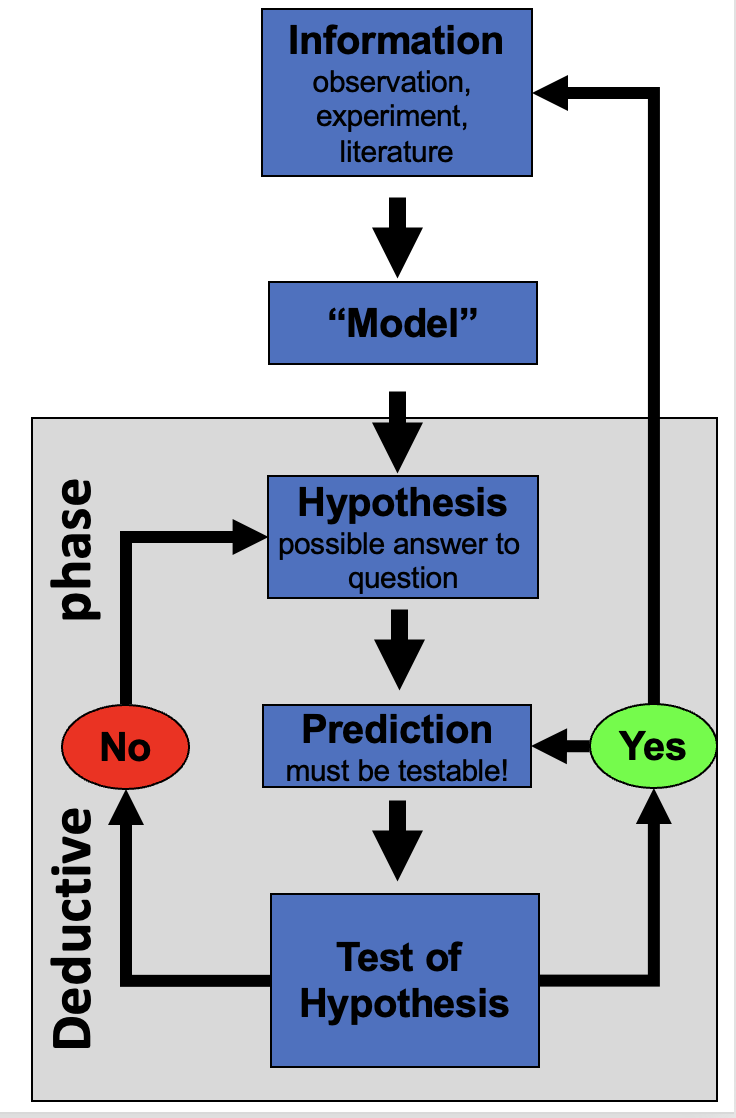 Information
observation,
experiment,
literature
“Model”
Hypothesis
possible answer to
question
Prediction
must be testable!
No
Yes
Test of
Hypothesis
Deductive phase